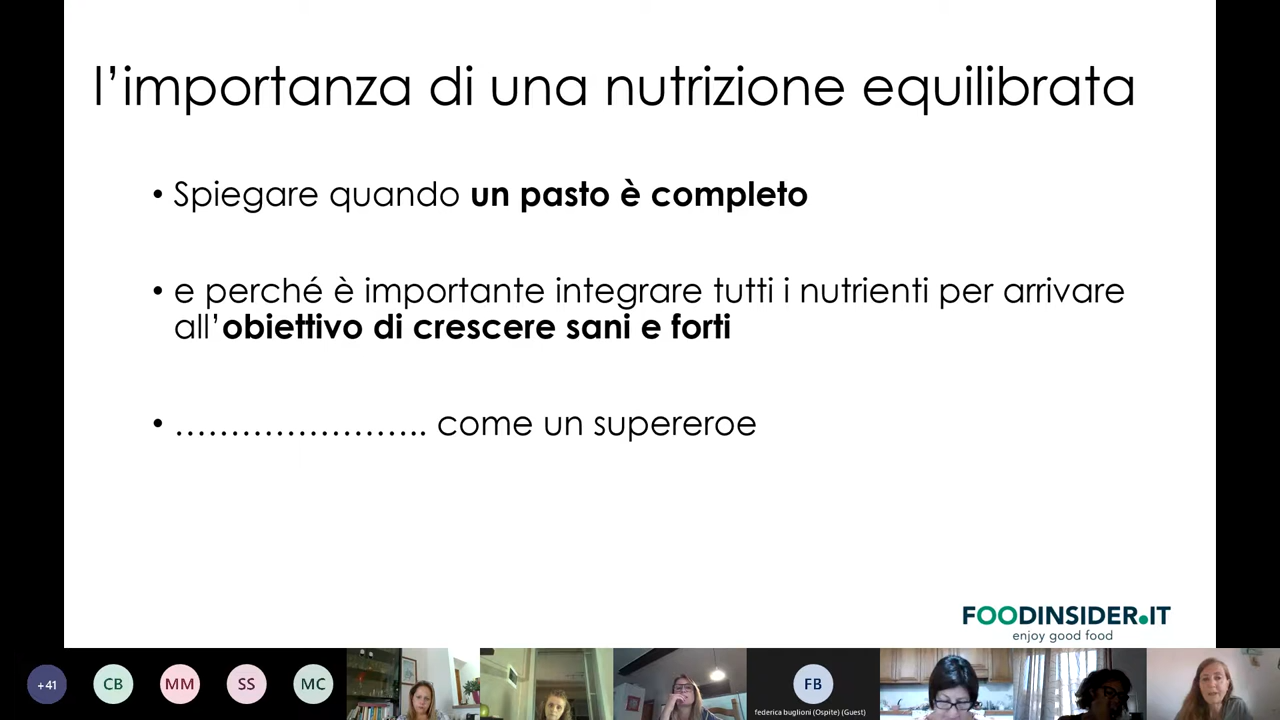 l’importanza di una nutrizione equilibrata
• Spiegare quando un pasto è completo
• e perché è importante integrare tutti i nutrienti per arrivare
all’obiettivo di crescere sani e forti
• …………………….. come un supereroe
FOODINSIDER.IT
enjoy good food
+41
CB
MM
SS
MC
FB
federica buglioni (Ospite) (Guest)